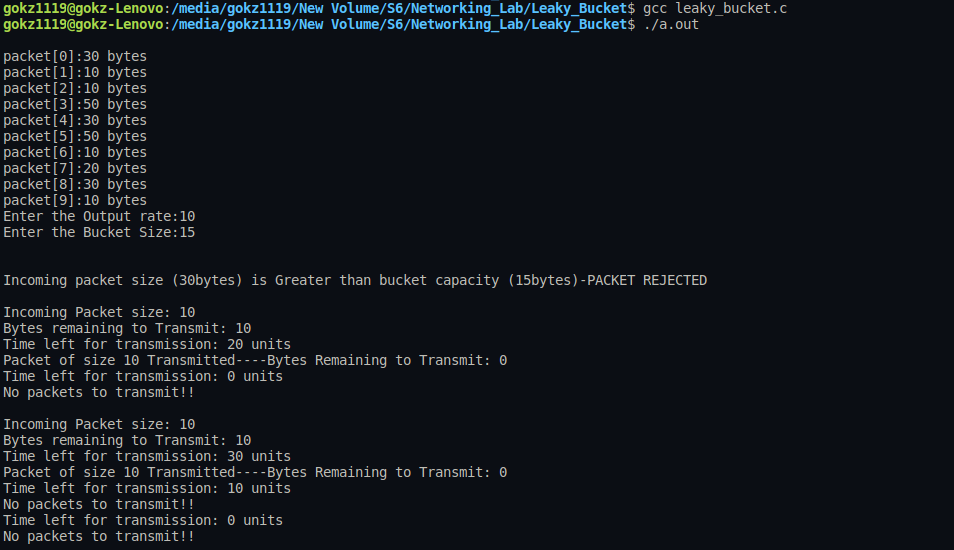 gokz1119@gokz-Lenovo:/media/gokz1119/New Volume/S6/Networking_Lab/Leaky_Bucket$ gcc leaky_bucket.c
gokz1119@gokz-Lenovo:/media/gokz1119/New Volume/S6/Networking_Lab/Leaky_Bucket$ ./a.out
packet[0]:30 bytes
packet[1]:10 bytes
packet[2]:10 bytes
packet[3]:50 bytes
packet[4]:30 bytes
packet[5]:50 bytes
packet[6]:10 bytes
packet[7]:20 bytes
packet[8]:30 bytes
packet[9]:10 bytes
Enter the Output rate:10
Enter the Bucket Size:15
Incoming packet size (30bytes) is Greater than bucket capacity (15bytes)-PACKET REJECTED
Incoming Packet size: 10
Bytes remaining to Transmit: 10
Time left for transmission: 20 units
Packet of size 10 Transmitted----Bytes Remaining to Transmit: 0
Time left for transmission: 0 units
No packets to transmit!!
Incoming Packet size: 10
Bytes remaining to Transmit: 10
Time left for transmission: 30 units
Packet of size 10 Transmitted----Bytes Remaining to Transmit: 0
Time left for transmission: 10 units
No packets to transmit!!
Time left for transmission: 0 units
No packets to transmit!!